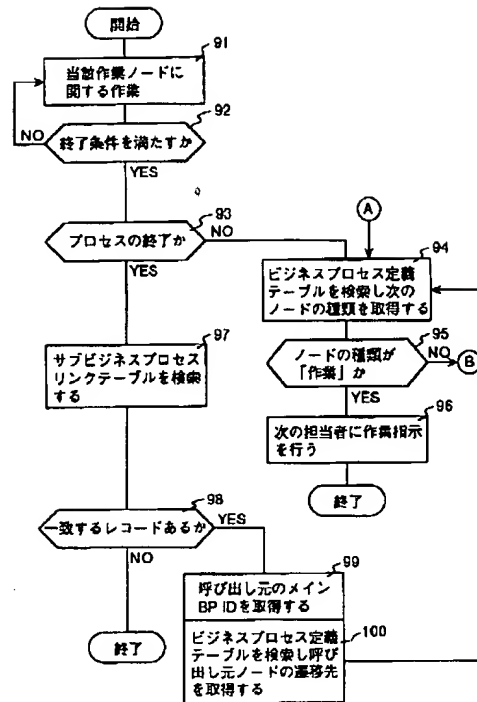 開始
91
当該作業ノードに
関する作業
92
終了条件を満たすか
NO
YES
93
プロセスの終了か
NO
YES
A
94
ビジネスプロセス定義
テーブルを検索し次の
ノードの種類を取得する
95
ノードの種類が
「作業」か
NO
B
YES
96
次の担当者に作業指示
を行う
終了
97
サブビジネスプロセス
リンクテーブルを検索
する
98
一致するレコードあるか
YES
NO
終了
99
呼び出し元のメイン
BP IDを取得する
100
ビジネスプロセス定義
テーブルを検索し呼び
出し元ノードの遷移先
を取得する